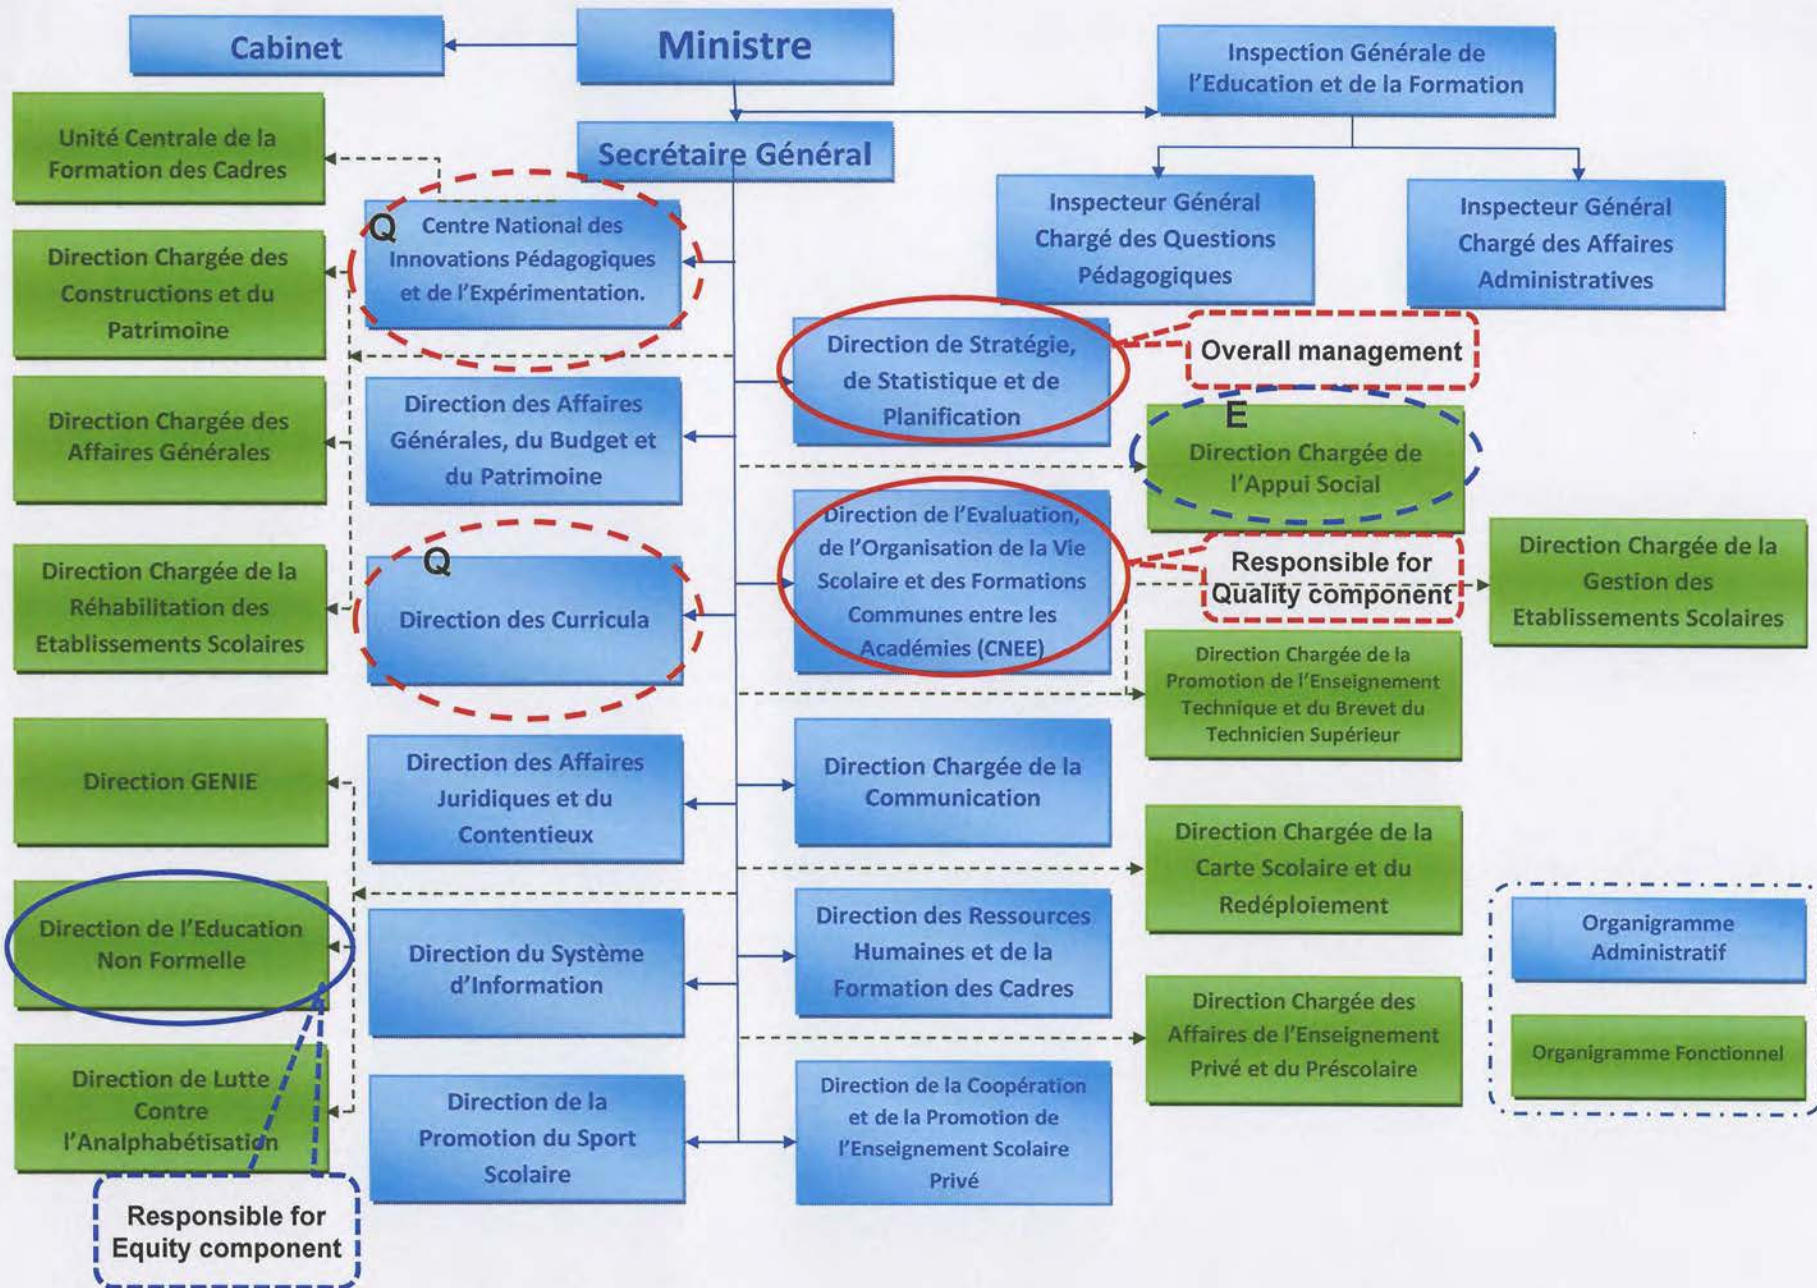 Cabinet
Ministre
Inspection Générale de
l'Education et de la Formation
Unité Centrale de la
Formation des Cadres
Secrétaire Général
Inspecteur Général
Chargé des Questions
Pédagogiques
Inspecteur Général
Chargé des Affaires
Administratives
Q
Centre National des
Innovations Pédagogiques
et de l'Expérimentation.
Direction Chargée des
Constructions et du
Patrimoine
Direction de Stratégie,
de Statistique et de
Planification
Overall management
Direction Chargée des
Affaires Générales
Direction des Affaires
Générales, du Budget et
du Patrimoine
E
Direction Chargée de
l'Appui Social
Direction de l'Evaluation,
de l'Organisation de la Vie
Scolaire et des Formations
Communes entre les
Académies (CNEE)
Responsible for
Quality component
Direction Chargée de la
Gestion des
Etablissements Scolaires
Direction Chargée de la
Réhabilitation des
Etablissements Scolaires
Q
Direction des Curricula
Direction Chargée de la
Promotion de l'Enseignement
Technique et du Brevet du
Technicien Supérieur
Direction GENIE
Direction des Affaires
Juridiques et du
Contentieux
Direction Chargée de la
Communication
Direction Chargée de la
Carte Scolaire et du
Redéploiement
Direction de l'Education
Non Formelle
Direction du Système
d'Information
Direction des Ressources
Humaines et de la
Formation des Cadres
Organigramme
Administratif
Direction Chargée des
Affaires de l'Enseignement
Privé et du Préscolaire
Organigramme Fonctionnel
Direction de Lutte
Contre
l'Analphabétisation
Direction de la
Promotion du Sport
Scolaire
Direction de la Coopération
et de la Promotion de
l'Enseignement Scolaire
Privé
Responsible for
Equity component